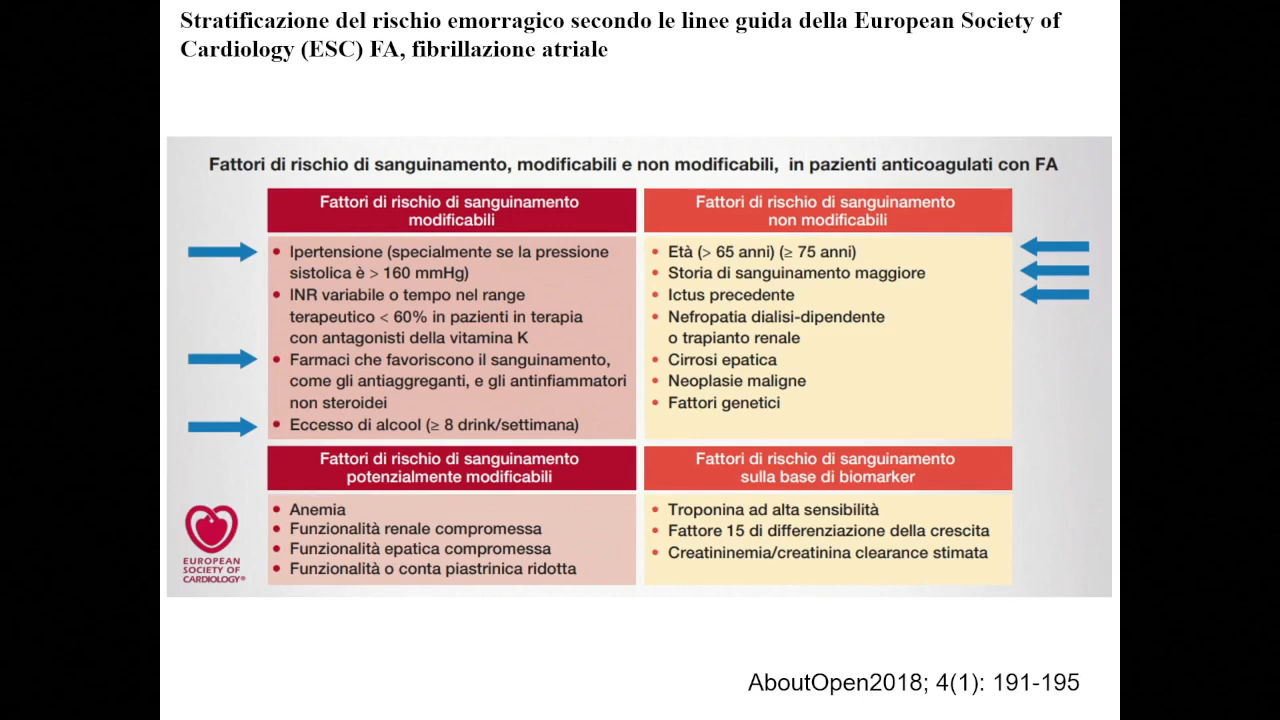 Stratificazione del rischio emorragico secondo le linee guida della European Society of
Cardiology (ESC) FA, fibrillazione atriale
Fattori di rischio di sanguinamento, modificabili e non modificabili, in pazienti anticoagulati con FA
Fattori di rischio di sanguinamento
modificabili
• Ipertensione (specialmente se la pressione
sistolica è > 160 mmHg)
• INR variabile o tempo nel range
terapeutico < 60% in pazienti in terapia
con antagonisti della vitamina K
• Farmaci che favoriscono il sanguinamento,
come gli antiaggreganti, e gli antinfiammatori
non steroidei
• Eccesso di alcool (≥ 8 drink/settimana)
Fattori di rischio di sanguinamento
non modificabili
• Età (> 65 anni) (≥ 75 anni)
• Storia di sanguinamento maggiore
• Ictus precedente
• Nefropatia dialisi-dipendente
o trapianto renale
• Cirrosi epatica
• Neoplasie maligne
• Fattori genetici
Fattori di rischio di sanguinamento
potenzialmente modificabili
• Anemia
• Funzionalità renale compromessa
• Funzionalità epatica compromessa
• Funzionalità o conta piastrinica ridotta
Fattori di rischio di sanguinamento
sulla base di biomarker
• Troponina ad alta sensibilità
• Fattore 15 di differenziazione della crescita
• Creatininemia/creatinina clearance stimata
EUROPEAN
SOCIETY OF
CARDIOLOGY®
AboutOpen2018; 4(1): 191-195